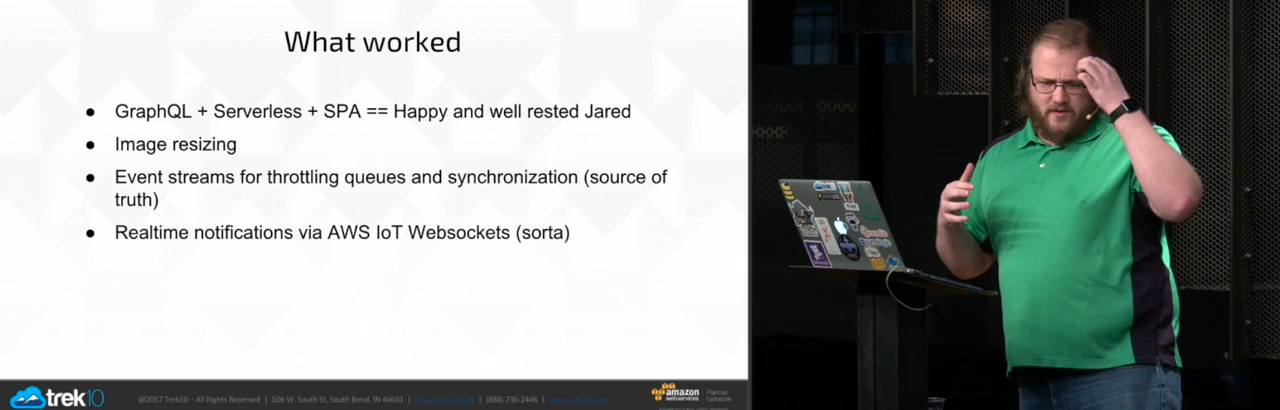 What worked
● GraphQL + Serverless + SPA == Happy and well rested Jared
● Image resizing
● Event streams for throttling queues and synchronization (source of
truth)
● Realtime notifications via AWS IoT Websockets (sorta)
trek10
@2017 Trek10 – All Rights Reserved | 506 W. South St, South Bend, IN 46601 | | (888) 736-2446 |
amazon
webservices
Partner
Network